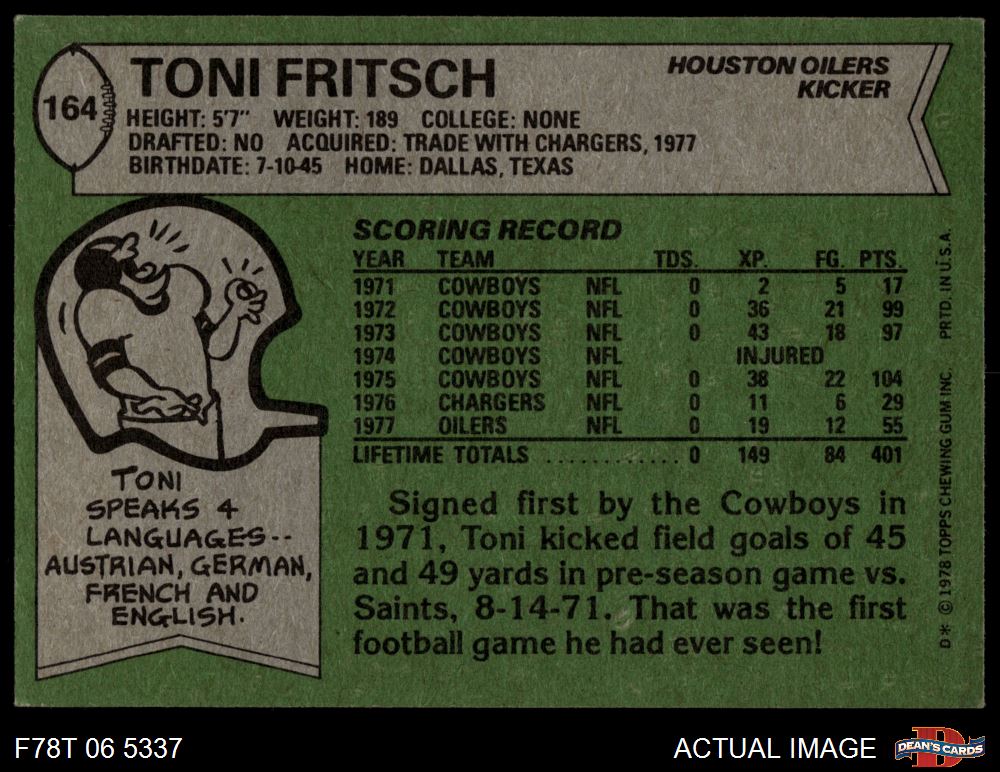 164
TONI FRITSCH
HOUSTON OILERS
KICKER
HEIGHT: 5'7" WEIGHT: 189 COLLEGE: NONE
DRAFTED: NO ACQUIRED: TRADE WITH CHARGERS, 1977
BIRTHDATE: 7-10-45 HOME: DALLAS, TEXAS
SCORING RECORD
YEAR TEAM TDS. XP. FG. PTS.
1971 COWBOYS NFL 0 2 5 17
1972 COWBOYS NFL 0 36 21 99
1973 COWBOYS NFL 0 43 18 97
1974 COWBOYS NFL INJURED
1975 COWBOYS NFL 0 38 22 104
1976 CHARGERS NFL 0 11 6 29
1977 OILERS NFL 0 19 12 55
LIFETIME TOTALS ............ 0 149 84 401
TONI
SPEAKS 4
LANGUAGES--
AUSTRIAN, GERMAN,
FRENCH AND
ENGLISH.
Signed first by the Cowboys in
1971, Toni kicked field goals of 45
and 49 yards in pre-season game vs.
Saints, 8-14-71. That was the first
football game he had ever seen!
D* © 1978 TOPPS CHEWING GUM INC. PRTD. IN U.S.A.
F78T 06 5337
ACTUAL IMAGE
D
DEAN'S CARDS